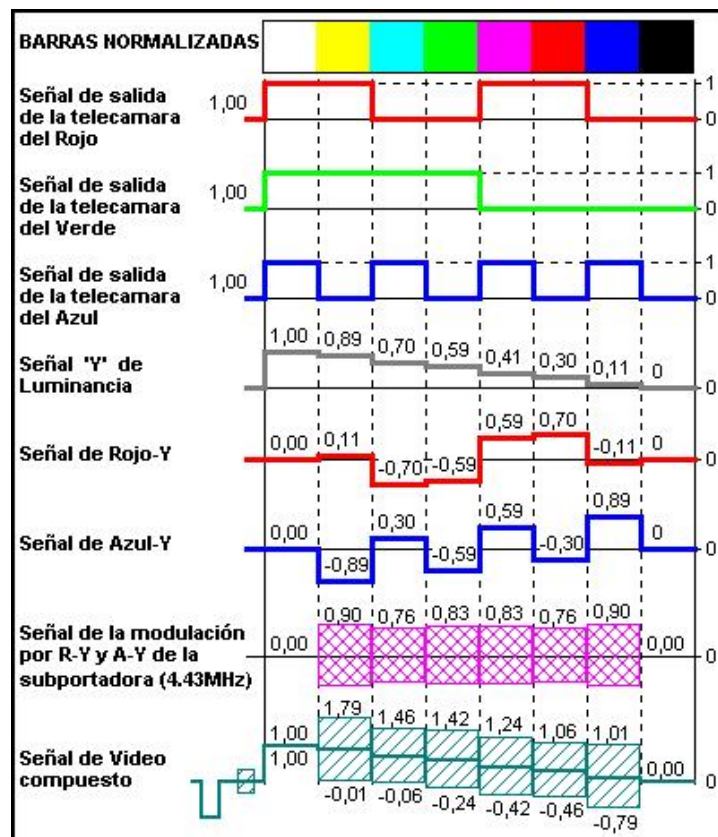 BARRAS NORMALIZADAS
Señal de salida
de la telecamara
del Rojo
1,00
1
0
Señal de salida
de la telecamara
del Verde
1,00
1
0
Señal de salida
de la telecamara
del Azul
1,00
1
0
Señal 'Y' de
Luminancia
1,00 0,89 0,70 0,59 0,41 0,30 0,11 0
0
Señal de Rojo-Y
0,00 0,11 -0,70 -0,59 0,59 0,70 -0,11 0
0
Señal de Azul-Y
0,00 -0,89 0,30 -0,59 0,59 -0,30 0,89 0
0
Señal de la modulación
por R-Y y A-Y de la
subportadora (4.43MHz)
0,00 0,90 0,76 0,83 0,83 0,76 0,90 0,00
0
Señal de Video
compuesto
1,00 1,79 1,46 1,42 1,24 1,06 1,01
1,00 0,00
0
-0,01 -0,06 -0,24 -0,42 -0,46 -0,79